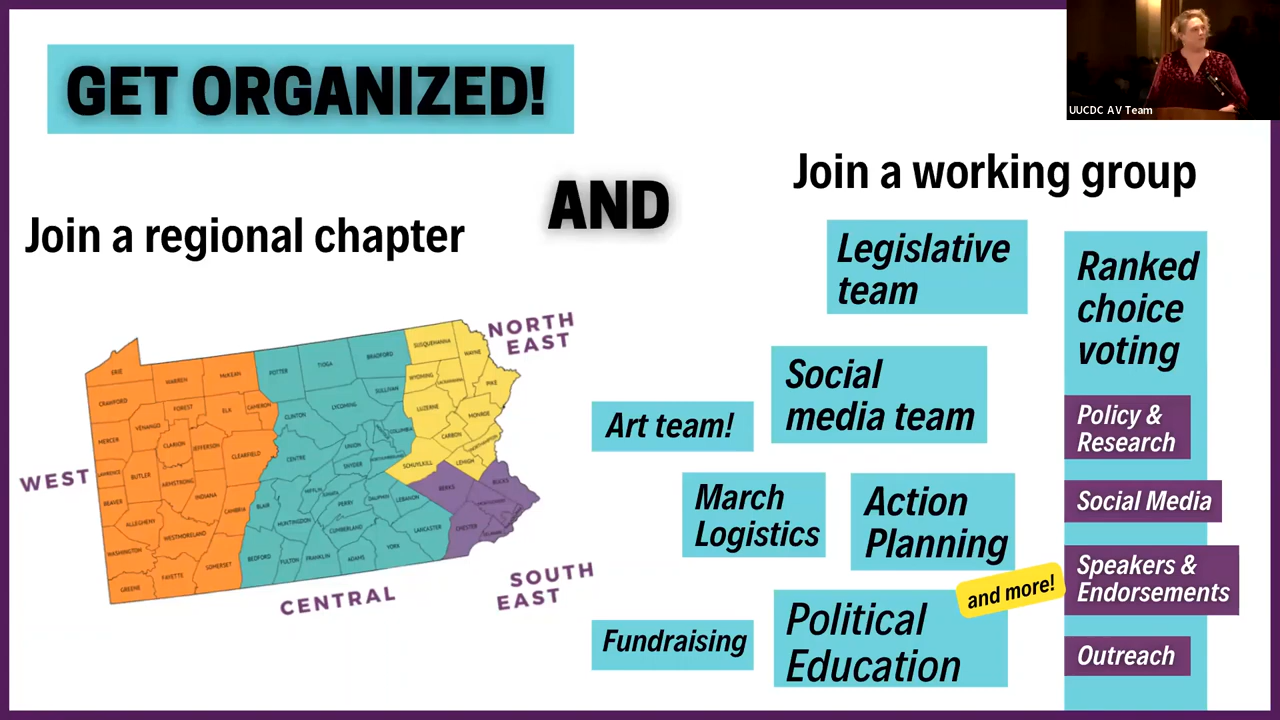 GET ORGANIZED!
UUCDC AV Team
AND
Join a regional chapter
Join a working group
NORTH
EAST
WEST
CENTRAL
SOUTH
EAST
ERIE
CRAWFORD
WARREN
McKEAN
POTTER
TIOGA
BRADFORD
SUSQUEHANNA
WAYNE
MERCER
VENANGO
FOREST
ELK
CAMERON
CLINTON
LYCOMING
SULLIVAN
WYOMING
PIKE
LAWRENCE
BUTLER
CLARION
JEFFERSON
CLEARFIELD
CENTRE
UNION
COLUMBIA
LUZERNE
MONROE
BEAVER
ARMSTRONG
INDIANA
CAMBRIA
BLAIR
SNYDER
CARBON
SCHUYLKILL
LEHIGH
ALLEGHENY
WESTMORELAND
HUNTINGDON
MIFFLIN
JUNIATA
PERRY
DAUPHIN
LEBANON
BERKS
BUCKS
WASHINGTON
GREENE
FAYETTE
SOMERSET
BEDFORD
FULTON
FRANKLIN
CUMBERLAND
ADAMS
YORK
LANCASTER
CHESTER
Legislative
team
Social
media team
Art team!
March
Logistics
Action
Planning
and more!
Fundraising
Political
Education
Ranked
choice
voting
Policy &
Research
Social Media
Speakers &
Endorsements
Outreach